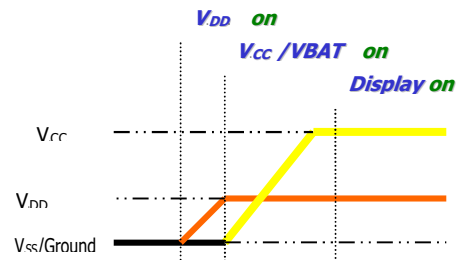 VDD on
VCC /VBAT on
Display on
VCC
VDD
VSS/Ground